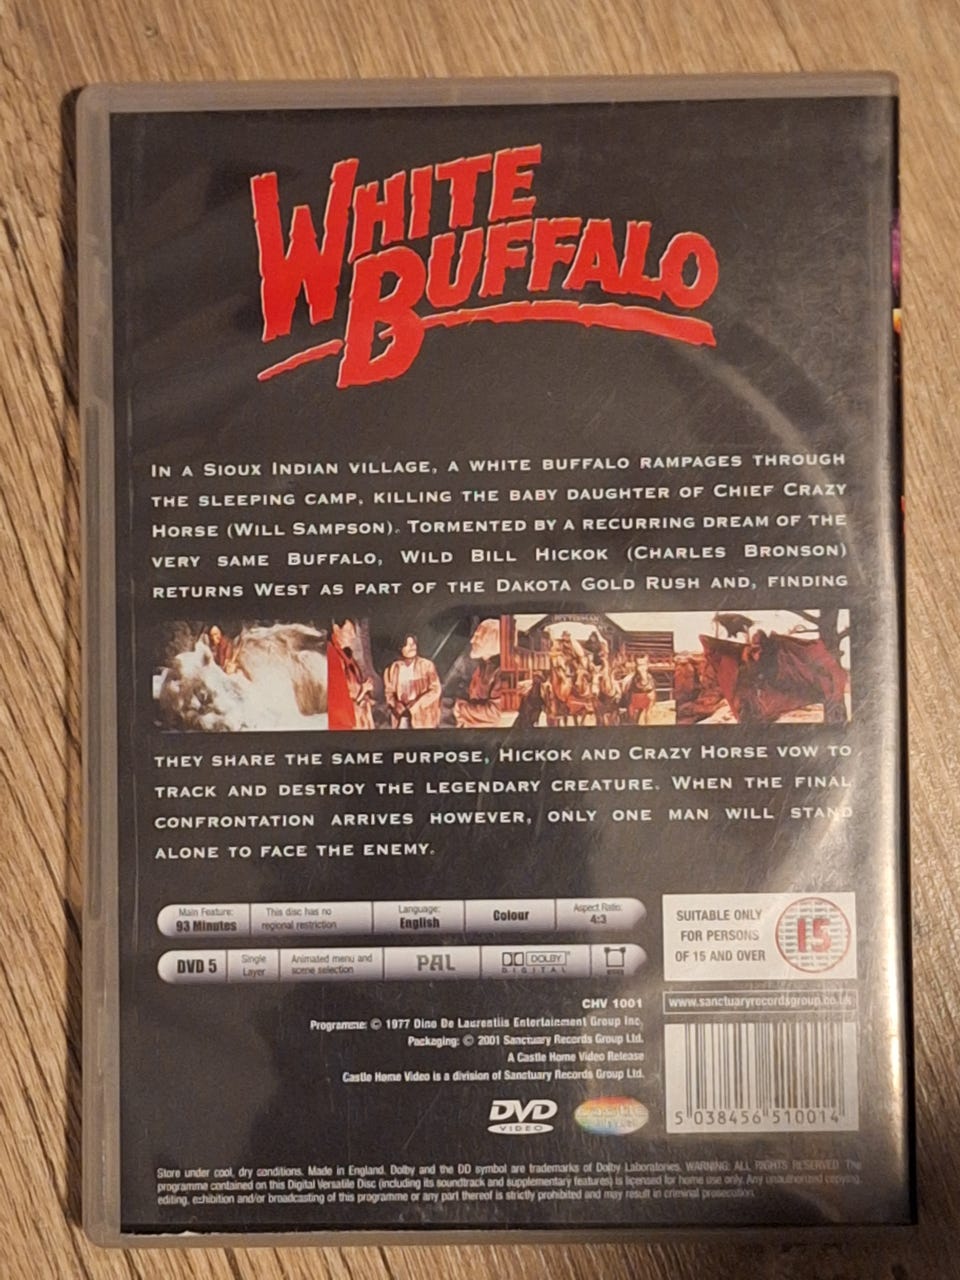 WHITE
BUFFALO
IN A SIOUX INDIAN VILLAGE, A WHITE BUFFALO RAMPAGES THROUGH
THE SLEEPING CAMP, KILLING THE BABY DAUGHTER OF CHIEF CRAZY
HORSE (WILL SAMPSON). TORMENTED BY A RECURRING DREAM OF THE
VERY SAME BUFFALO, WILD BILL HICKOK (CHARLES BRONSON)
RETURNS WEST AS PART OF THE DAKOTA GOLD RUSH AND, FINDING
THEY SHARE THE SAME PURPOSE, HICKOK AND CRAZY HORSE VOW TO
TRACK AND DESTROY THE LEGENDARY CREATURE. WHEN THE FINAL
CONFRONTATION ARRIVES HOWEVER, ONLY ONE MAN WILL STAND
ALONE TO FACE THE ENEMY.
Main Feature: 93 Minutes
This disc has no regional restriction
Language: English
Colour
Aspect Ratio: 4:3
DVD 5
Single Layer
Animated menu and scene selection
PAL
DOLBY DIGITAL
SUITABLE ONLY
FOR PERSONS
OF 15 AND OVER
15
CHV 1001
www.sanctuaryrecordsgroup.co.uk
Programme: © 1977 Dino De Laurentiis Entertainment Group Inc.
Packaging: © 2001 Sanctuary Records Group Ltd.
A Castle Home Video Release
Castle Home Video is a division of Sanctuary Records Group Ltd.
DVD
VIDEO
5 038456 510014
Store under cool, dry conditions. Made in England. Dolby and the DD symbol are trademarks of Dolby Laboratories. WARNING: ALL RIGHTS RESERVED. The
programme contained on this Digital Versatile Disc (including its soundtrack and supplementary features) is licensed for home use only. Any unauthorized copying,
editing, exhibition and/or broadcasting of this programme or any part thereof is strictly prohibited and may result in criminal prosecution.